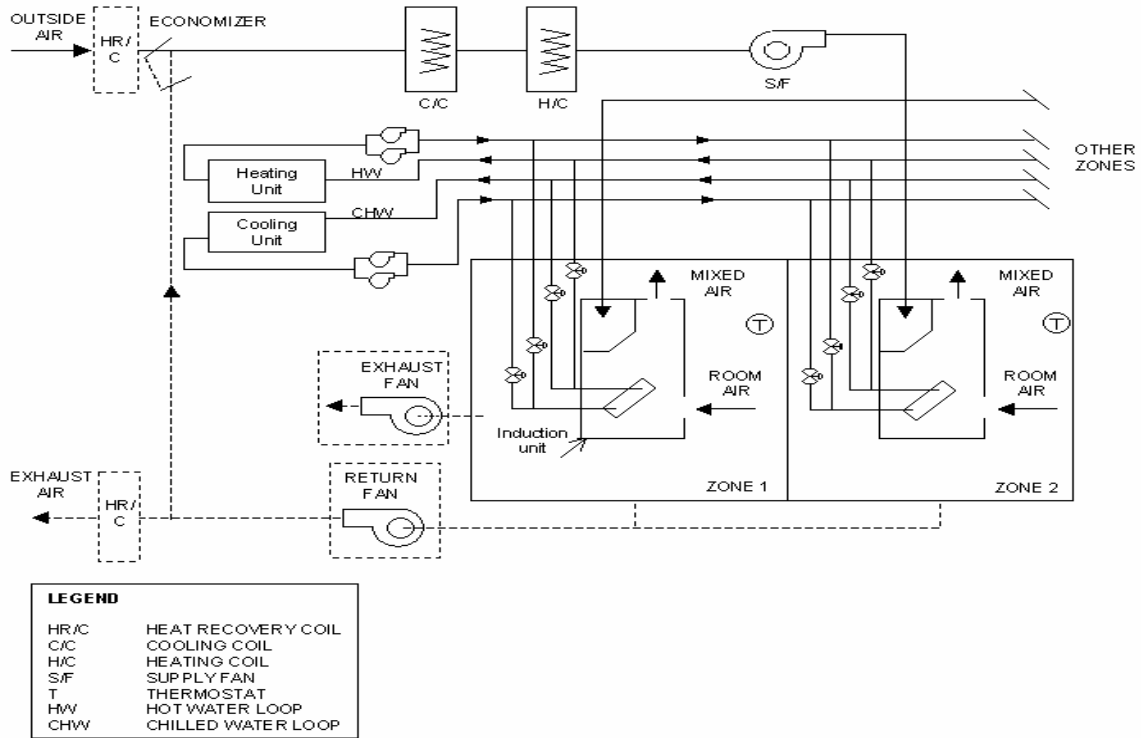 OUTSIDE
AIR
HR/
C
ECONOMIZER
C/C
H/C
S/F
OTHER
ZONES
Heating
Unit
HW
Cooling
Unit
CHW
MIXED
AIR
T
ROOM
AIR
Induction
unit
ZONE 1
MIXED
AIR
T
ROOM
AIR
ZONE 2
EXHAUST
FAN
RETURN
FAN
EXHAUST
AIR
HR/
C
LEGEND
HR/C HEAT RECOVERY COIL
C/C COOLING COIL
H/C HEATING COIL
S/F SUPPLY FAN
T THERMOSTAT
HW HOT WATER LOOP
CHW CHILLED WATER LOOP